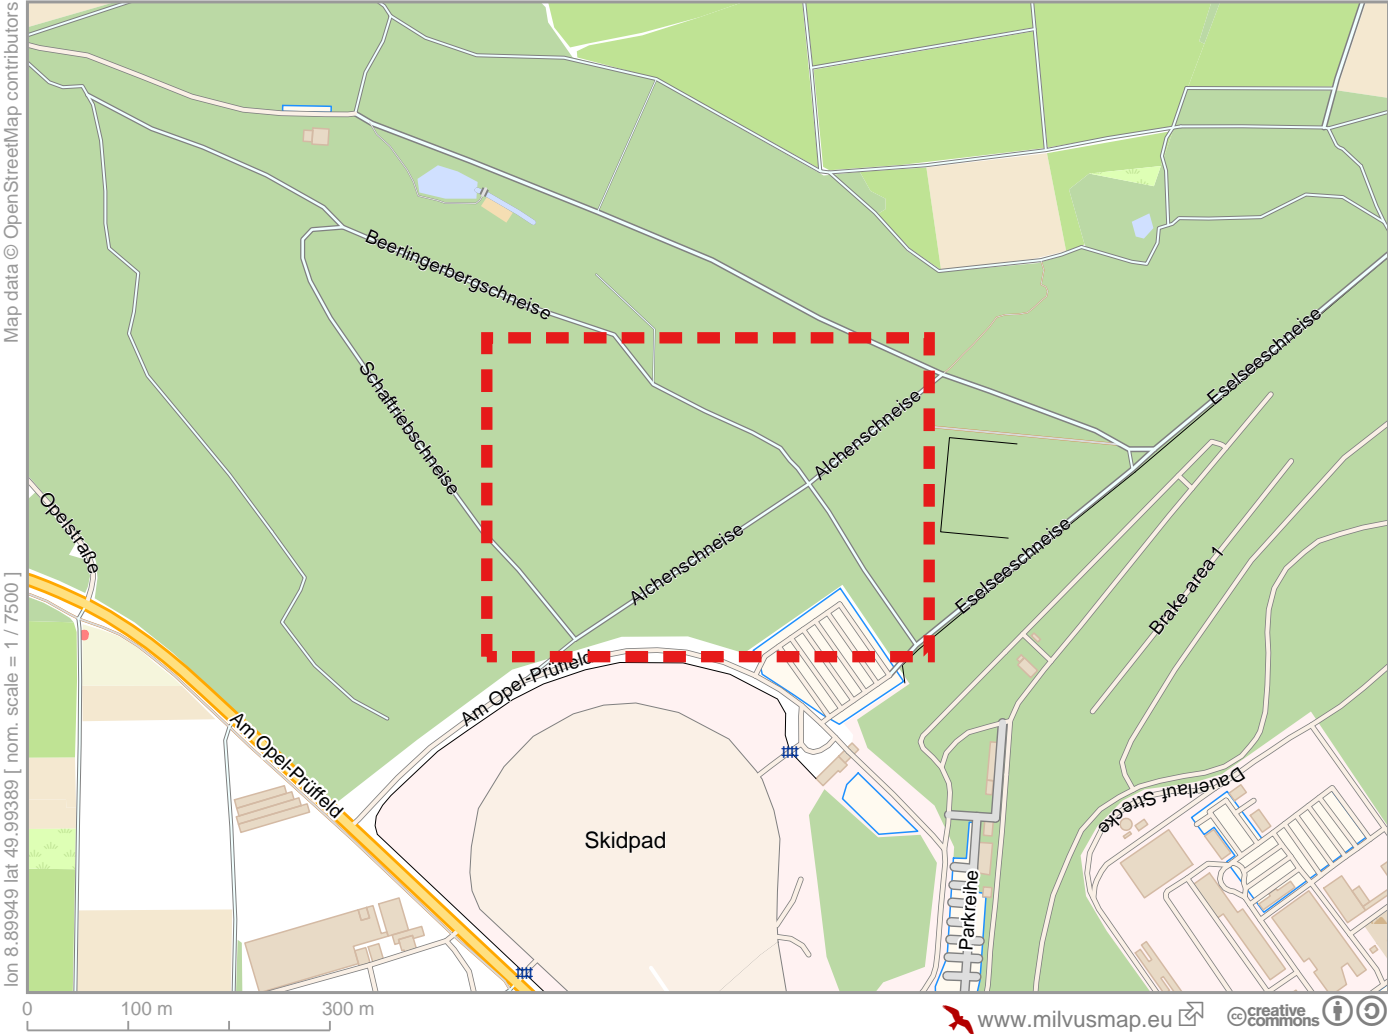 Map data © OpenStreetMap contributors
Beerlingerbergschneise
Schaftriebschneise
Alchenschneise
Eselseeschneise
Opelstraße
Alchenschneise
Eselseeschneise
Brake area 1
Am Opel-Prüffeld
Am Opel-Prüffeld
Dauerlauf Strecke
Skidpad
Parkreihe
lon 8.89949 lat 49.99389 [ nom. scale = 1 / 7500 ]
0 100 m 300 m
www.milvusmap.eu
cc creative commons